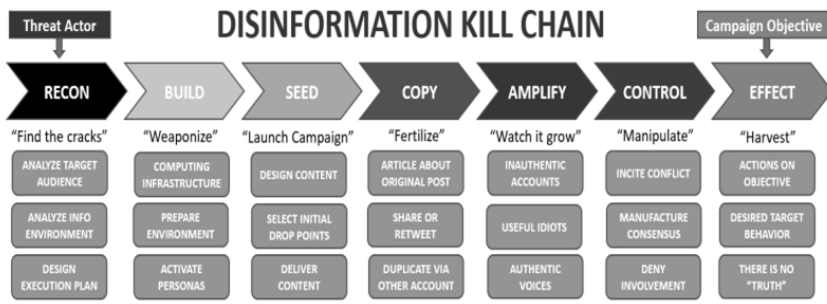 Threat Actor
DISINFORMATION KILL CHAIN
Campaign Objective
RECON
BUILD
SEED
COPY
AMPLIFY
CONTROL
EFFECT
"Find the cracks"
"Weaponize"
"Launch Campaign"
"Fertilize"
"Watch it grow"
"Manipulate"
"Harvest"
ANALYZE TARGET
AUDIENCE
COMPUTING
INFRASTRUCTURE
DESIGN CONTENT
ARTICLE ABOUT
ORIGINAL POST
INAUTHENTIC
ACCOUNTS
INCITE CONFLICT
ACTIONS ON
OBJECTIVE
ANALYZE INFO
ENVIRONMENT
PREPARE
ENVIRONMENT
SELECT INITIAL
DROP POINTS
SHARE OR
RETWEET
USEFUL IDIOTS
MANUFACTURE
CONSENSUS
DESIRED TARGET
BEHAVIOR
DESIGN
EXECUTION PLAN
ACTIVATE
PERSONAS
DELIVER
CONTENT
DUPLICATE VIA
OTHER ACCOUNT
AUTHENTIC
VOICES
DENY
INVOLVEMENT
THERE IS NO
"TRUTH"